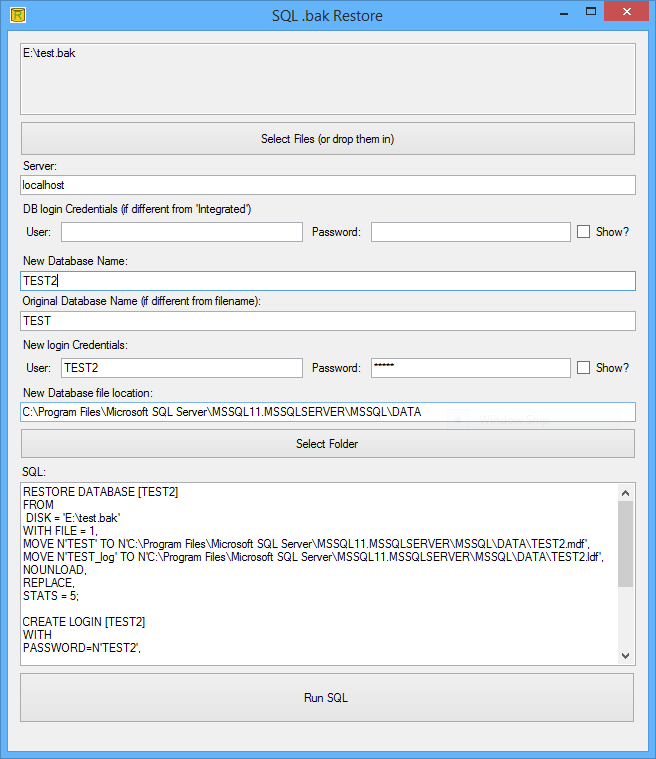 SQL .bak Restore
E:\test.bak
Select Files (or drop them in)
Server:
localhost
DB login Credentials (if different from 'Integrated')
User: Password: Show?
New Database Name:
TEST2
Original Database Name (if different from filename):
TEST
New login Credentials:
User: TEST2 Password: ***** Show?
New Database file location:
C:\Program Files\Microsoft SQL Server\MSSQL11.MSSQLSERVER\MSSQL\DATA
Select Folder
SQL:
RESTORE DATABASE [TEST2]
FROM
DISK = 'E:\test.bak'
WITH FILE = 1,
MOVE N'TEST' TO N'C:\Program Files\Microsoft SQL Server\MSSQL11.MSSQLSERVER\MSSQL\DATA\TEST2.mdf',
MOVE N'TEST_log' TO N'C:\Program Files\Microsoft SQL Server\MSSQL11.MSSQLSERVER\MSSQL\DATA\TEST2.ldf',
NOUNLOAD,
REPLACE,
STATS = 5;
CREATE LOGIN [TEST2]
WITH
PASSWORD=N'TEST2',
Run SQL